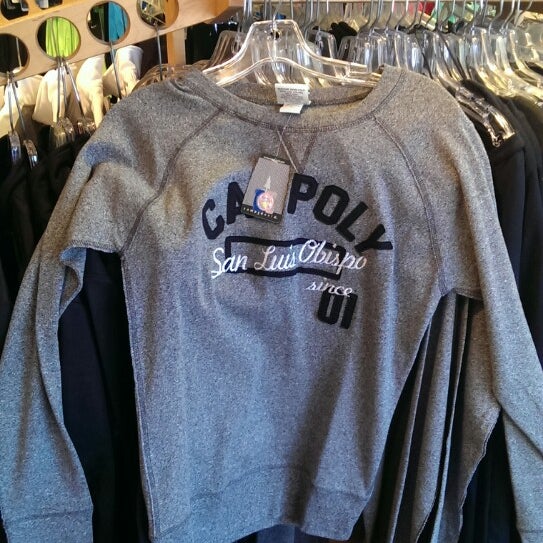 CAL POLY
San Luis Obispo
since
01